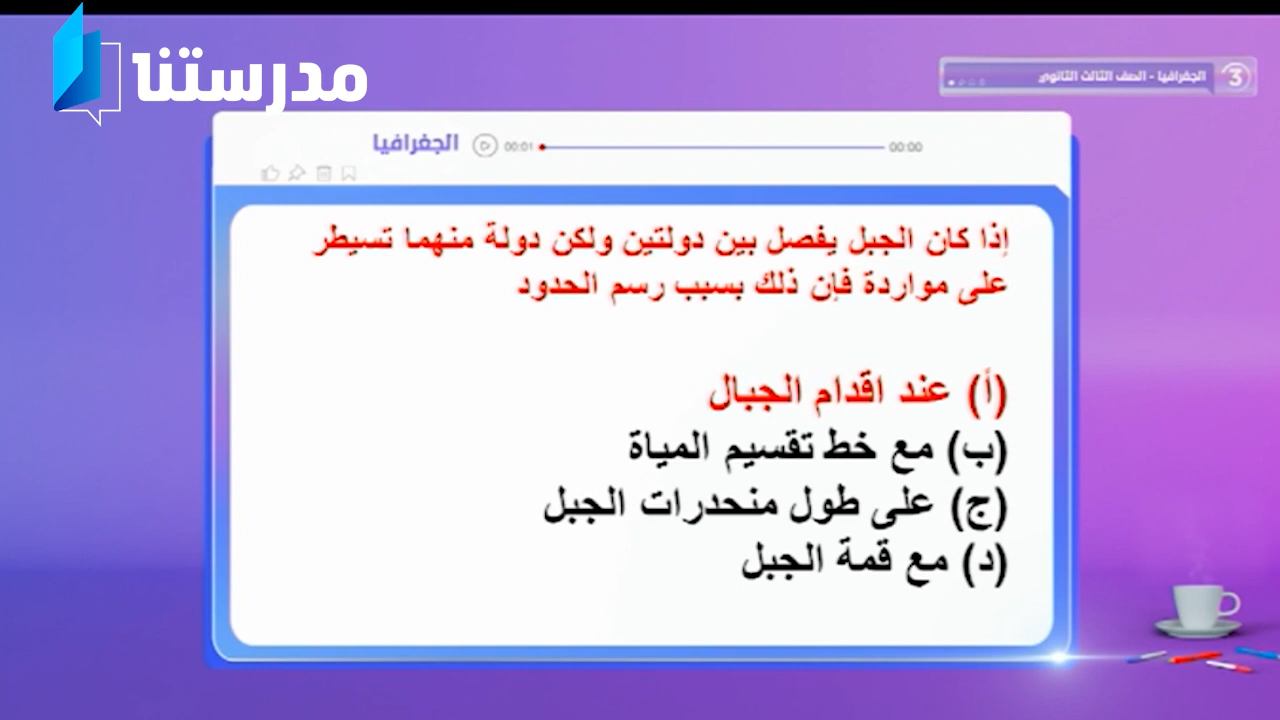 مدرستنا
3 الجغرافيا - الصف الثالث الثانوي
الجغرافيا 00:01 00:00
إذا كان الجبل يفصل بين دولتين ولكن دولة منهما تسيطر
على مواردة فإن ذلك بسبب رسم الحدود
(أ) عند اقدام الجبال
(ب) مع خط تقسيم المياة
(ج) على طول منحدرات الجبل
(د) مع قمة الجبل